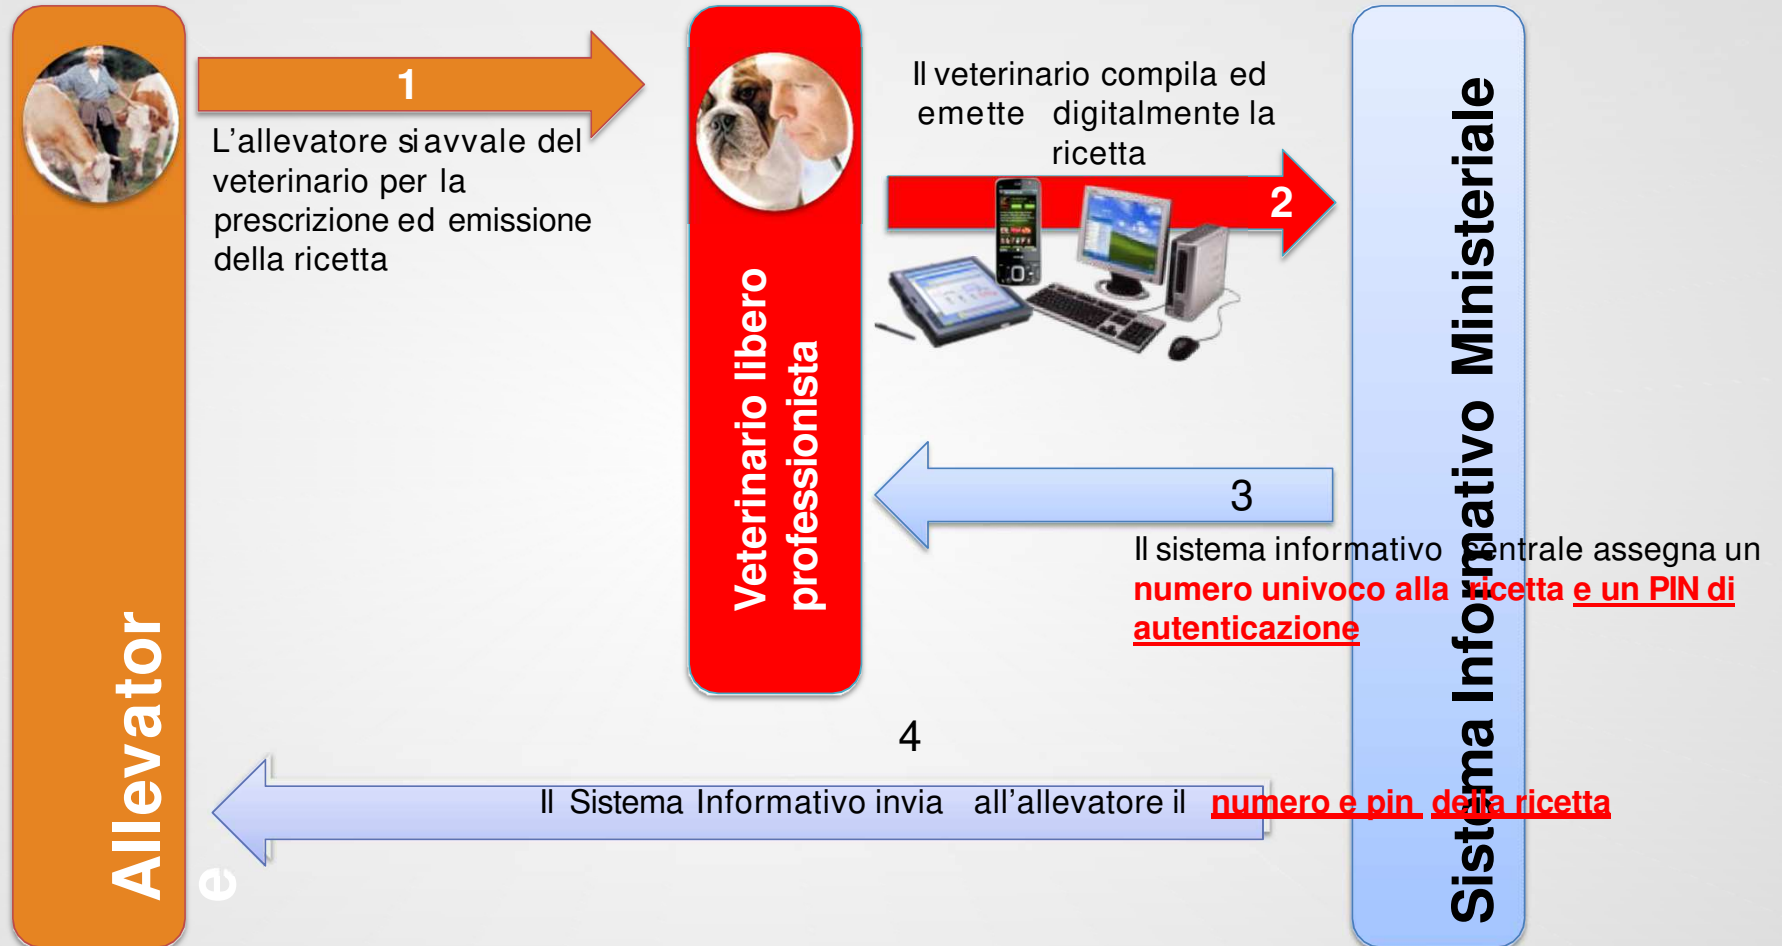 1
L’allevatore si avvale del
veterinario per la
prescrizione ed emissione
della ricetta
Il veterinario compila ed
emette digitalmente la
ricetta
2
Veterinario libero
professionista
3
Il sistema informativo centrale assegna un
numero univoco alla ricetta e un PIN di
autenticazione
4
Il Sistema Informativo invia all’allevatore il numero e pin della ricetta
Allevator
e
Sistema Informativo Ministeriale